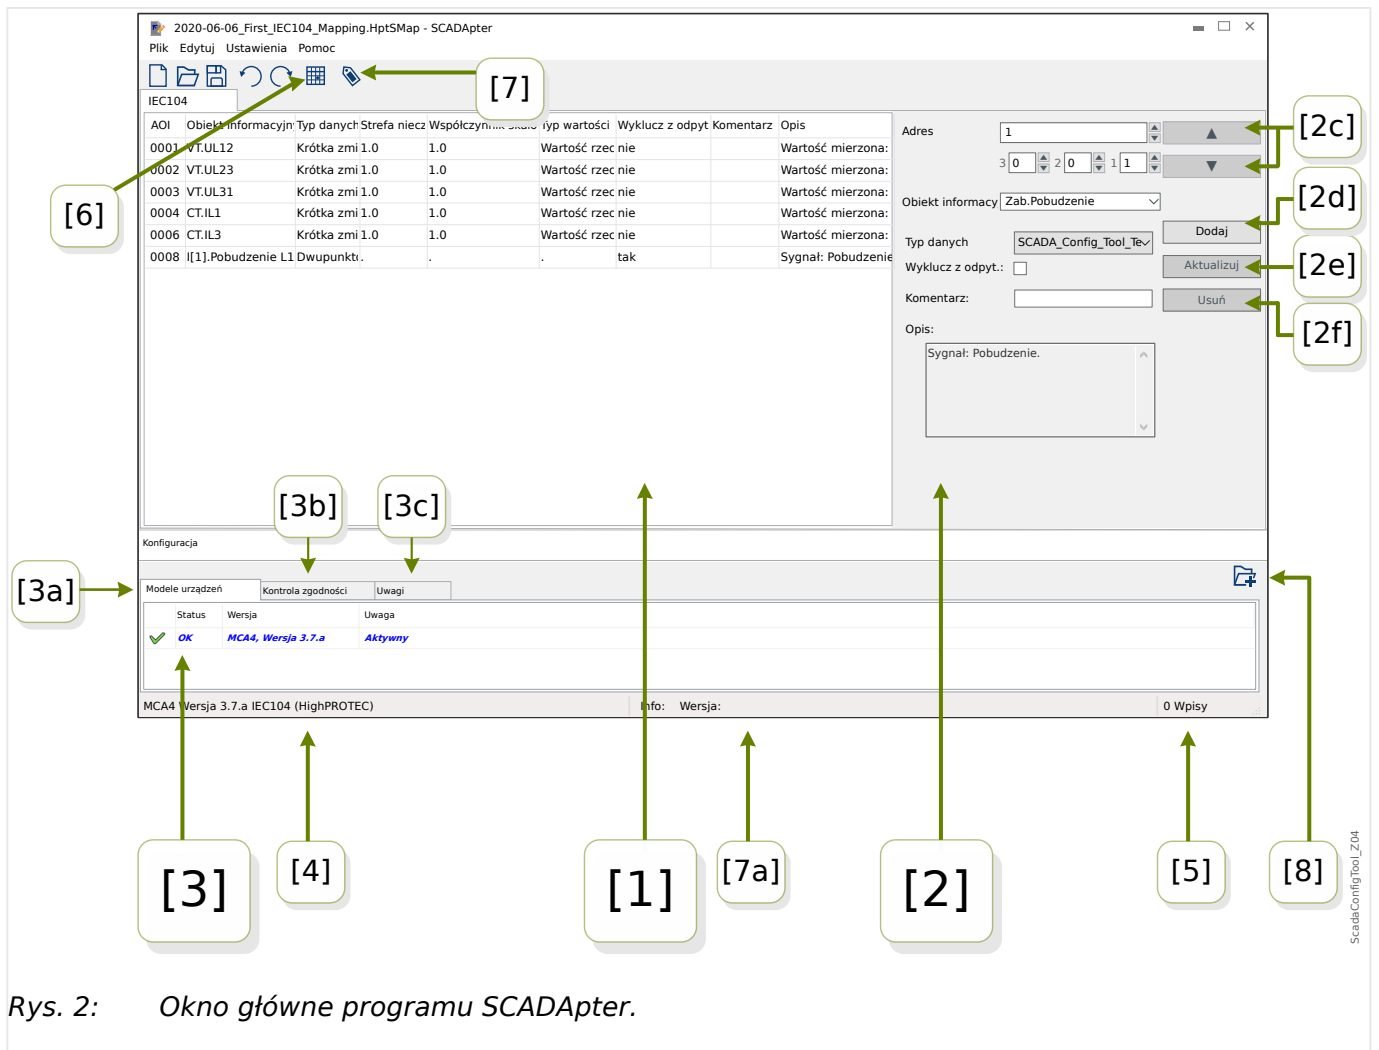 2020-06-06_First_IEC104_Mapping.HptSMap - SCADApter
Plik Edytuj Ustawienia Pomoc
[7]
IEC104
AOI Obiekt informacyjn Typ danych Strefa niecz Współczynnik skalo Typ wartości Wyklucz z odpyt Komentarz Opis
0001 VT.UL12 Krótka zmi 1.0 1.0 Wartość rzec nie Wartość mierzona:
0002 VT.UL23 Krótka zmi 1.0 1.0 Wartość rzec nie Wartość mierzona:
0003 VT.UL31 Krótka zmi 1.0 1.0 Wartość rzec nie Wartość mierzona:
0004 CT.IL1 Krótka zmi 1.0 1.0 Wartość rzec nie Wartość mierzona:
0006 CT.IL3 Krótka zmi 1.0 1.0 Wartość rzec nie Wartość mierzona:
0008 I[1].Pobudzenie L1 Dwupunkto . . . tak Sygnał: Pobudzenie
[6]
Adres 1
3 0 2 0 1 1
▲
▼
[2c]
Obiekt informacy Zab.Pobudzenie
[2d]
Dodaj
Typ danych SCADA_Config_Tool_Te
Wyklucz z odpyt.:
Aktualizuj
[2e]
Komentarz:
Usuń
[2f]
Opis:
Sygnał: Pobudzenie.
[3b] [3c]
Konfiguracja
[3a]
Modele urządzeń Kontrola zgodności Uwagi
Status Wersja Uwaga
OK MCA4, Wersja 3.7.a Aktywny
MCA4 Wersja 3.7.a IEC104 (HighPROTEC) Info: Wersja: 0 Wpisy
[3] [4] [1] [7a] [2] [5] [8]
ScadaConfigTool_Z04
Rys. 2: Okno główne programu SCADApter.